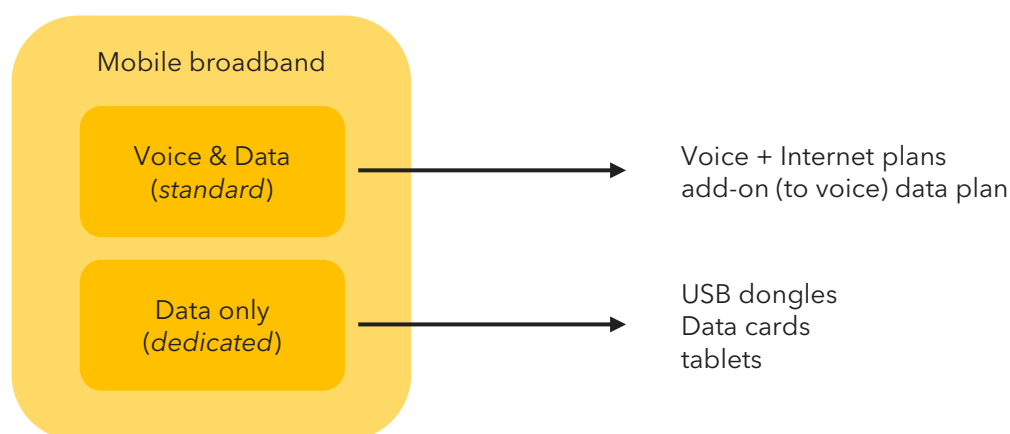 Mobile broadband
Voice & Data
(standard)
Voice + Internet plans
add-on (to voice) data plan
Data only
(dedicated)
USB dongles
Data cards
tablets